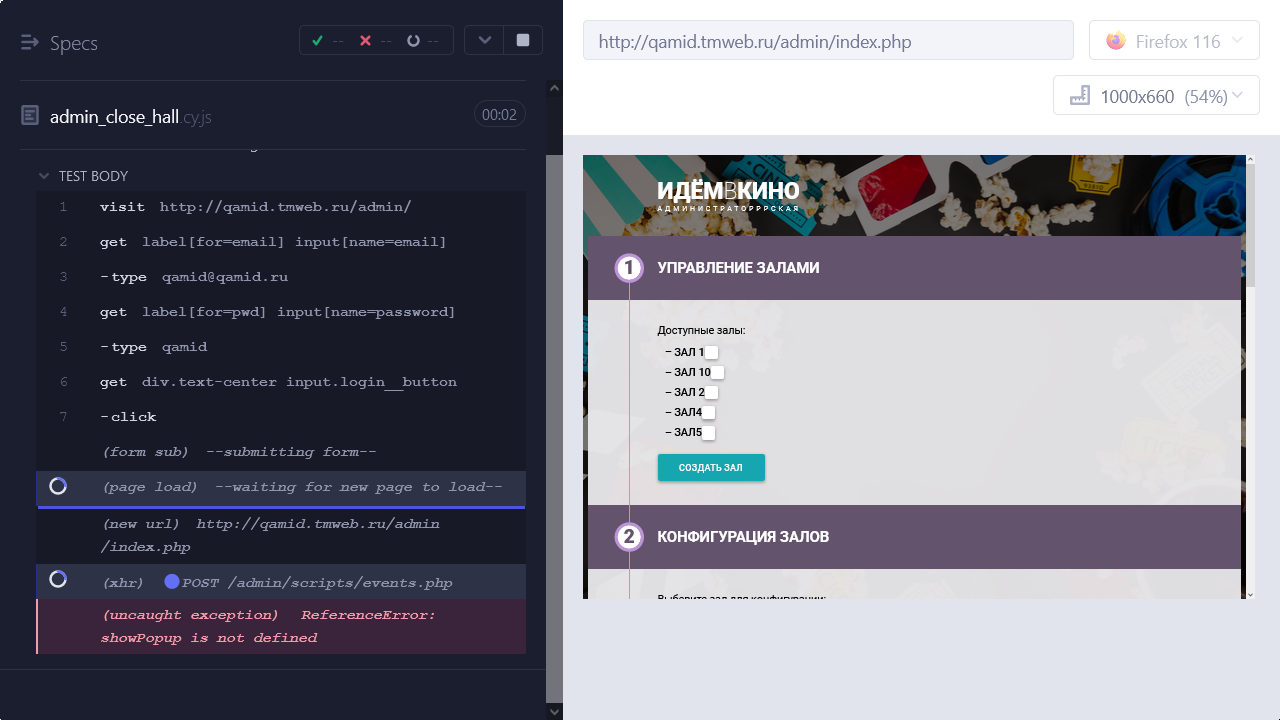 Specs
--
--
--
admin_close_hall.cy.js
00:02
TEST BODY
1 visit http://qamid.tmweb.ru/admin/
2 get label[for=email] input[name=email]
3 -type qamid@qamid.ru
4 get label[for=pwd] input[name=password]
5 -type qamid
6 get div.text-center input.login__button
7 -click
(form sub) --submitting form--
(page load) --waiting for new page to load--
(new url) http://qamid.tmweb.ru/admin
/index.php
(xhr) POST /admin/scripts/events.php
(uncaught exception) ReferenceError:
showPopup is not defined
http://qamid.tmweb.ru/admin/index.php
Firefox 116
1000x660 (54%)
ИДЁМВКИНО
АДМИНИСТРАТОРРРСКАЯ
1 УПРАВЛЕНИЕ ЗАЛАМИ
Доступные залы:
– ЗАЛ 1
– ЗАЛ 10
– ЗАЛ 2
– ЗАЛ4
– ЗАЛ5
СОЗДАТЬ ЗАЛ
2 КОНФИГУРАЦИЯ ЗАЛОВ
Выберите зал для конфигурации: